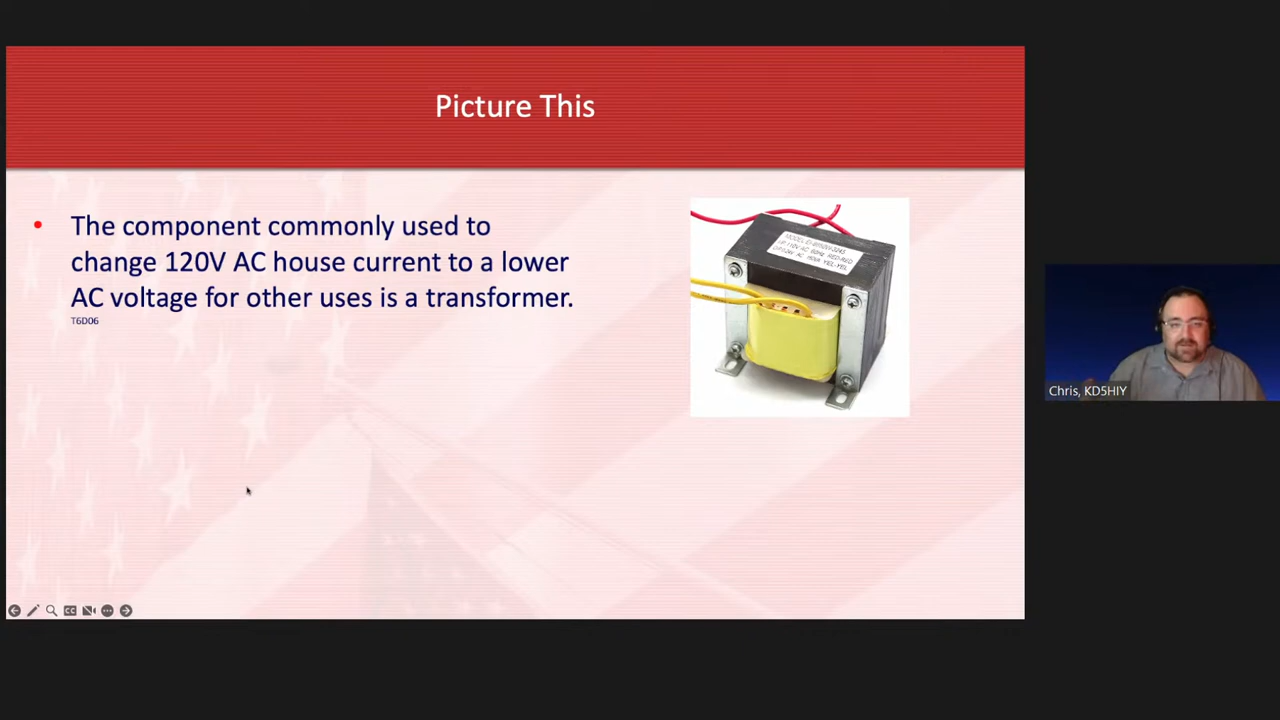 Picture This
• The component commonly used to
change 120V AC house current to a lower
AC voltage for other uses is a transformer.
T6D06
Chris, KD5HIY